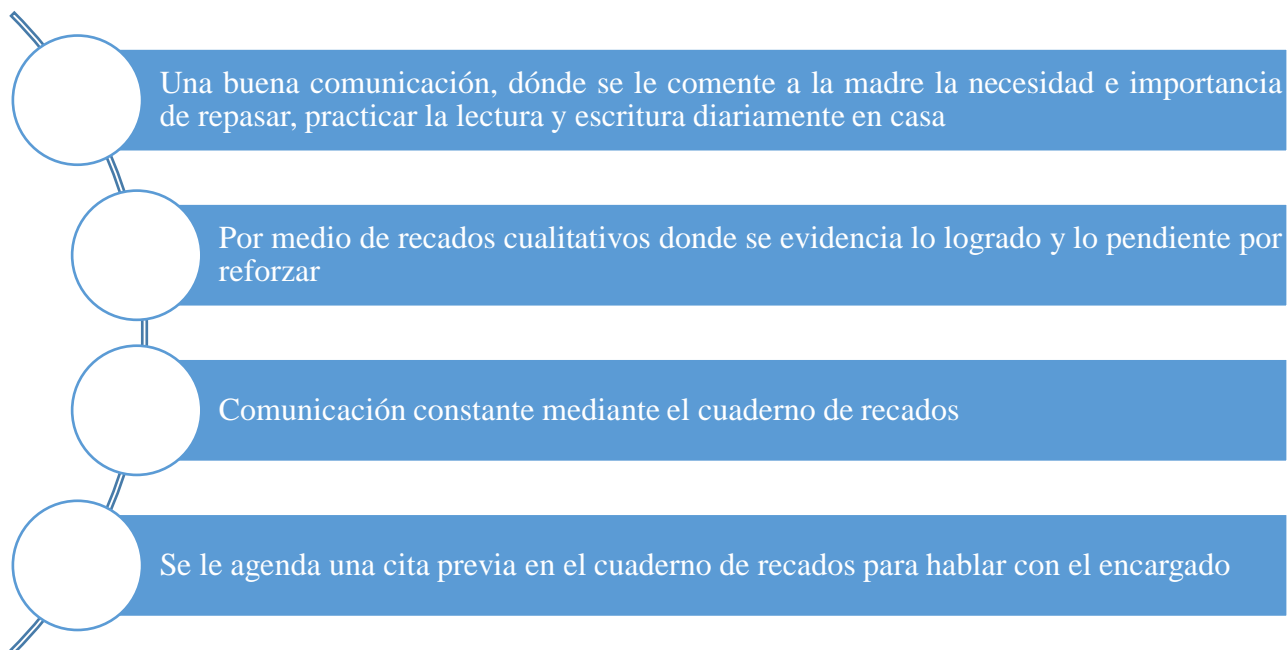 Una buena comunicación, dónde se le comente a la madre la necesidad e importancia
de repasar, practicar la lectura y escritura diariamente en casa
Por medio de recados cualitativos donde se evidencia lo logrado y lo pendiente por
reforzar
Comunicación constante mediante el cuaderno de recados
Se le agenda una cita previa en el cuaderno de recados para hablar con el encargado